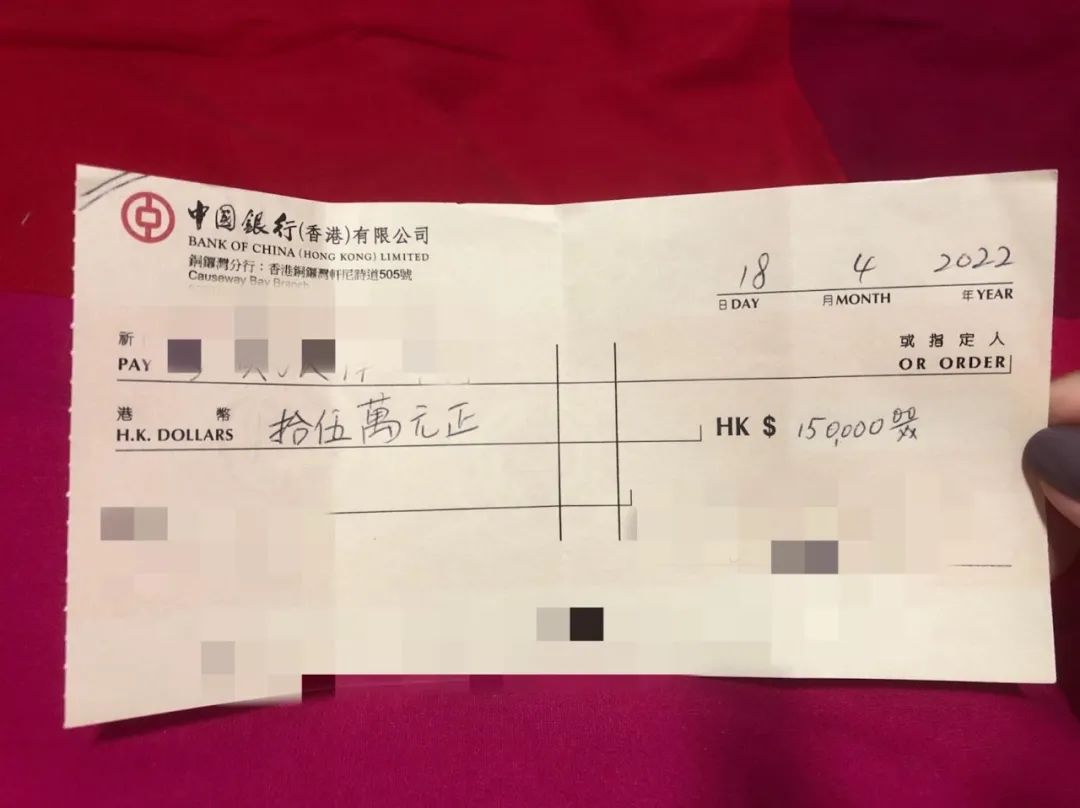 中國銀行(香港)有限公司
BANK OF CHINA (HONG KONG) LIMITED
銅鑼灣分行：香港銅鑼灣軒尼詩道505號
Causeway Bay Branch
18 4 2022
日DAY 月MONTH 年YEAR
祈 或指定人
PAY OR ORDER
港幣
H.K. DOLLARS 拾伍萬元正 HK $ 150,000 00/xx